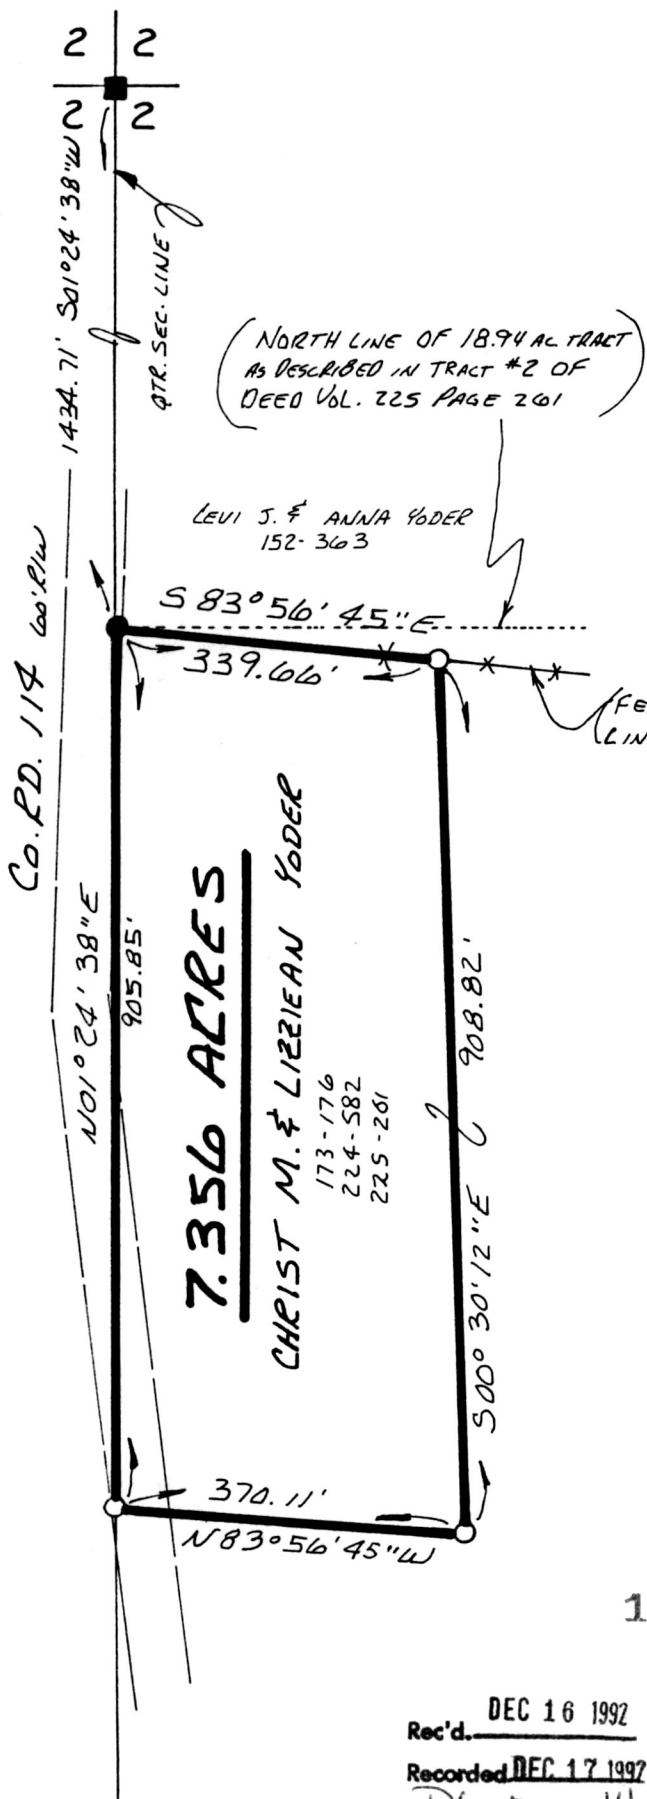 2 2
2 2
1434.71' S01°24'38"W
QTR. SEC. LINE
NORTH LINE OF 18.94 AC. TRACT
AS DESCRIBED IN TRACT #2 OF
DEED VOL. 225 PAGE 261
LEVI J. & ANNA YODER
152-363
CO. RD. 114 60' R/W
S 83° 56' 45" E
339.66'
FE
LIN
N01° 24' 38" E
905.85'
7.356 ACRES
CHRIST M. & LIZZIEAN YODER
173-176
224-582
225-261
S00° 30' 12" E 908.82'
370.11'
N 83° 56' 45" W
1
Rec'd. DEC 16 1992
Recorded DEC 17 1992